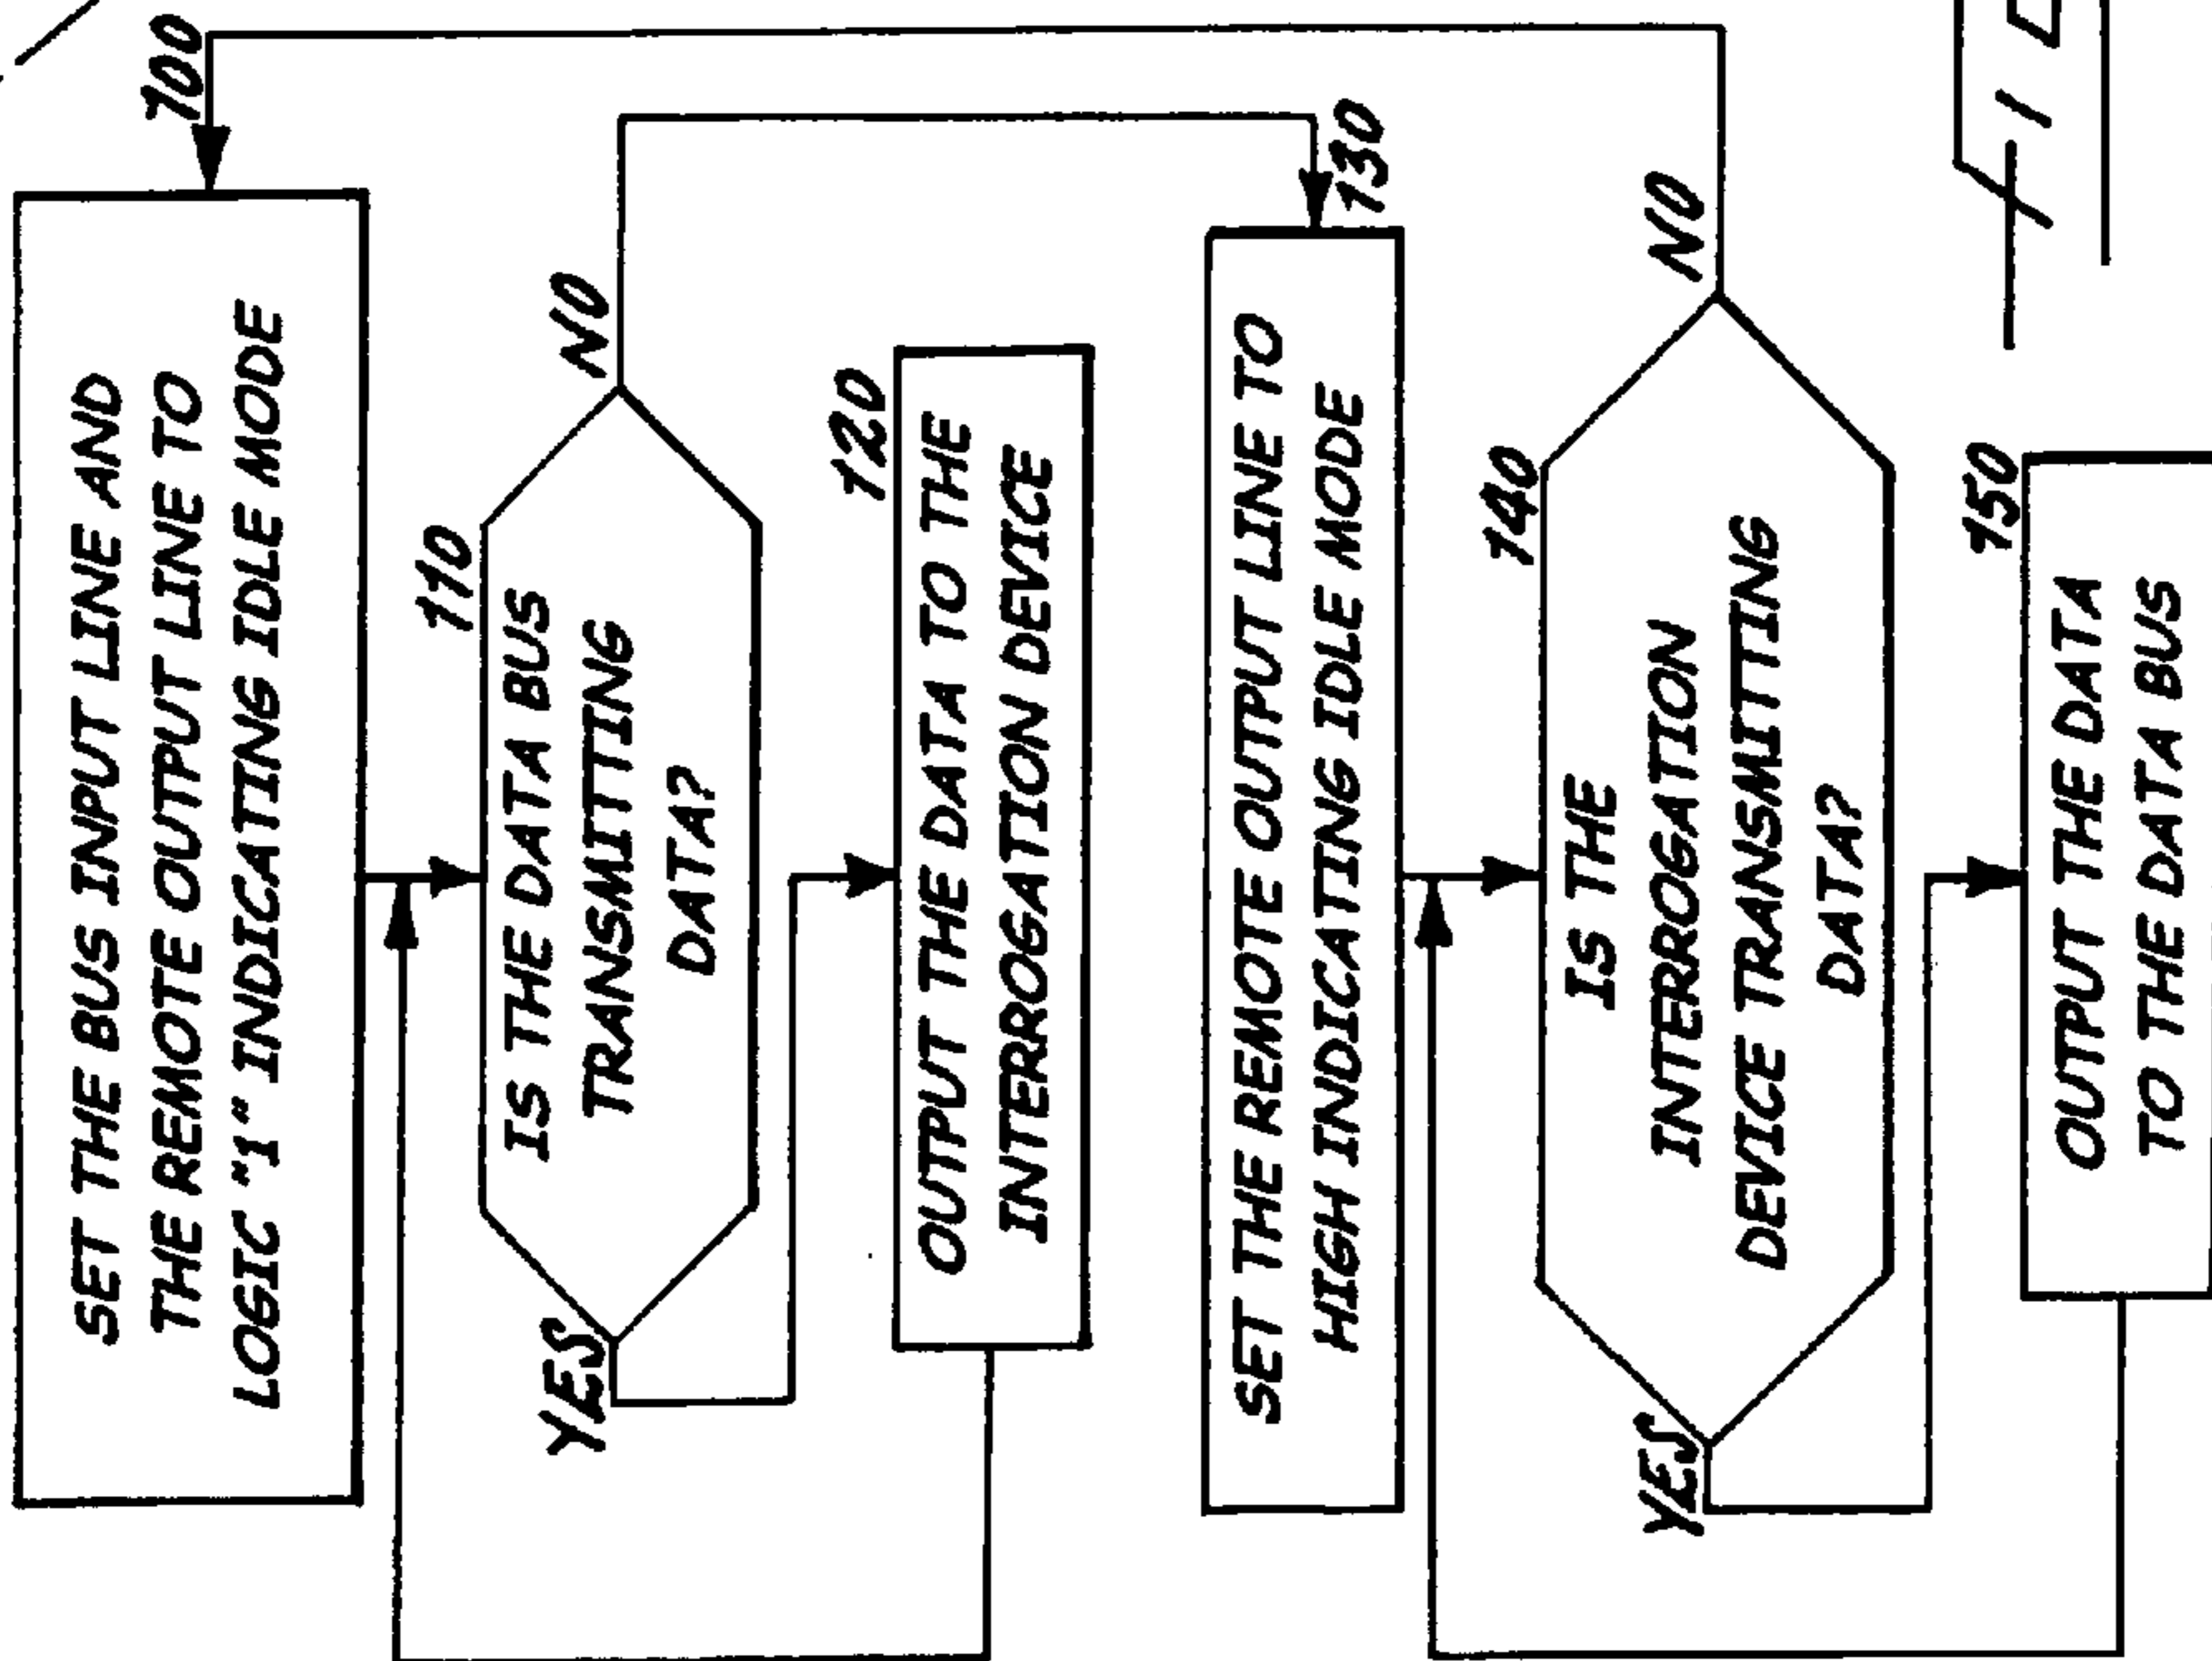 100
SET THE BUS INPUT LINE AND
THE REMOTE OUTPUT LINE TO
LOGIC "1" INDICATING IDLE MODE
110
IS THE DATA BUS
TRANSMITTING
DATA?
NO
YES
120
OUTPUT THE DATA TO THE
INTERROGATION DEVICE
130
SET THE REMOTE OUTPUT LINE TO
HIGH INDICATING IDLE MODE
140
IS THE
INTERROGATION
DEVICE TRANSMITTING
DATA?
NO
YES
150
OUTPUT THE DATA
TO THE DATA BUS